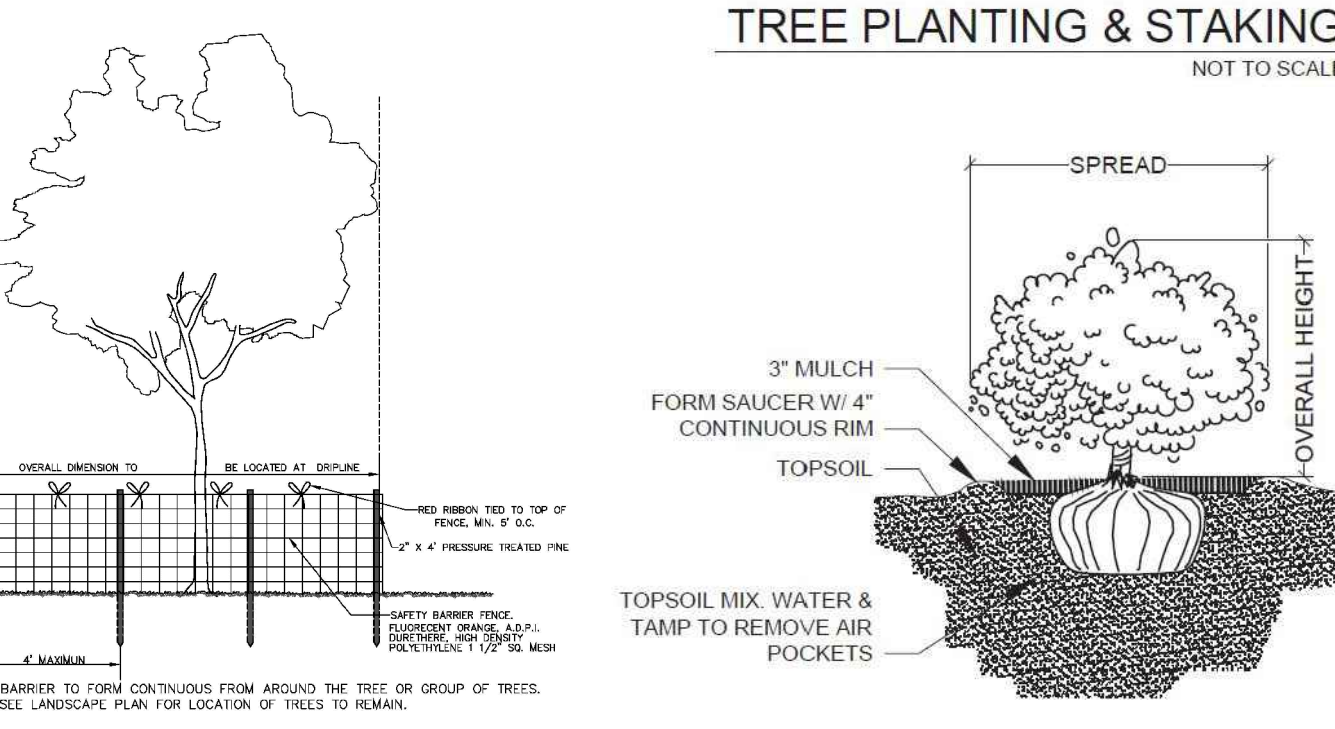 TREE PLANTING & STAKING
NOT TO SCALE
OVERALL DIMENSION TO
BE LOCATED AT DRIPLINE
RED RIBBON TIED TO TOP OF
FENCE, MIN. 5' O.C.
2" X 4' PRESSURE TREATED PINE
SAFETY BARRIER FENCE.
FLUORECENT ORANGE, A.D.P.I.
DURETHERE, HIGH DENSITY
POLYETHYLENE 1 1/2" SQ. MESH
4' MAXIMUN
BARRIER TO FORM CONTINUOUS FROM AROUND THE TREE OR GROUP OF TREES.
SEE LANDSCAPE PLAN FOR LOCATION OF TREES TO REMAIN.
SPREAD
OVERALL HEIGHT
3" MULCH
FORM SAUCER W/ 4"
CONTINUOUS RIM
TOPSOIL
TOPSOIL MIX. WATER &
TAMP TO REMOVE AIR
POCKETS